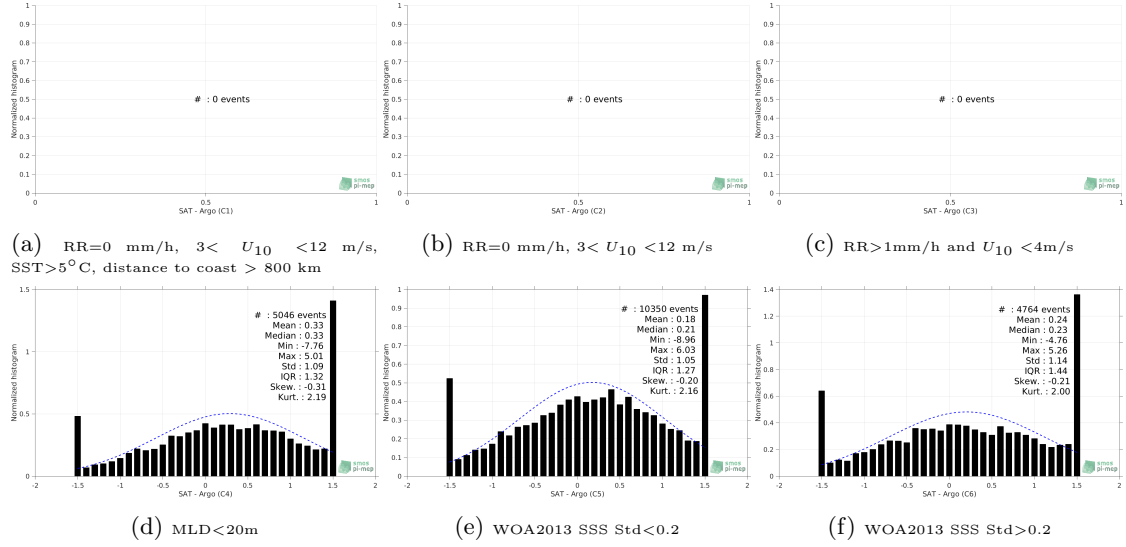 1
0.9
0.8
0.7
0.6
0.5
0.4
0.3
0.2
0.1
0
Normalized histogram
# : 0 events
smos
pi-mep
0 0.5 1
SAT - Argo (C1)
1
0.9
0.8
0.7
0.6
0.5
0.4
0.3
0.2
0.1
0
Normalized histogram
# : 0 events
smos
pi-mep
0 0.5 1
SAT - Argo (C2)
1
0.9
0.8
0.7
0.6
0.5
0.4
0.3
0.2
0.1
0
Normalized histogram
# : 0 events
smos
pi-mep
0 0.5 1
SAT - Argo (C3)
(a) RR=0 mm/h, 3< U10 <12 m/s,
SST>5°C, distance to coast > 800 km
(b) RR=0 mm/h, 3< U10 <12 m/s
(c) RR>1mm/h and U10 <4m/s
1.5
1
0.5
0
Normalized histogram
# : 5046 events
Mean : 0.33
Median : 0.33
Min : -7.76
Max : 5.01
Std : 1.09
IQR : 1.32
Skew. : -0.31
Kurt. : 2.19
smos
pi-mep
-2 -1.5 -1 -0.5 0 0.5 1 1.5 2
SAT - Argo (C4)
1
0.9
0.8
0.7
0.6
0.5
0.4
0.3
0.2
0.1
0
Normalized histogram
# : 10350 events
Mean : 0.18
Median : 0.21
Min : -8.96
Max : 6.03
Std : 1.05
IQR : 1.27
Skew. : -0.20
Kurt. : 2.16
smos
pi-mep
-2 -1.5 -1 -0.5 0 0.5 1 1.5 2
SAT - Argo (C5)
1.4
1.2
1
0.8
0.6
0.4
0.2
0
Normalized histogram
# : 4764 events
Mean : 0.24
Median : 0.23
Min : -4.76
Max : 5.26
Std : 1.14
IQR : 1.44
Skew. : -0.21
Kurt. : 2.00
smos
pi-mep
-2 -1.5 -1 -0.5 0 0.5 1 1.5 2
SAT - Argo (C6)
(d) MLD<20m
(e) WOA2013 SSS Std<0.2
(f) WOA2013 SSS Std>0.2